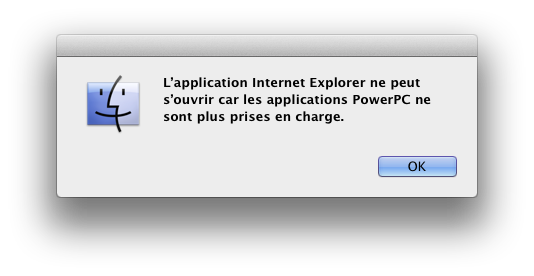 L'application Internet Explorer ne peut
s'ouvrir car les applications PowerPC ne
sont plus prises en charge.
OK